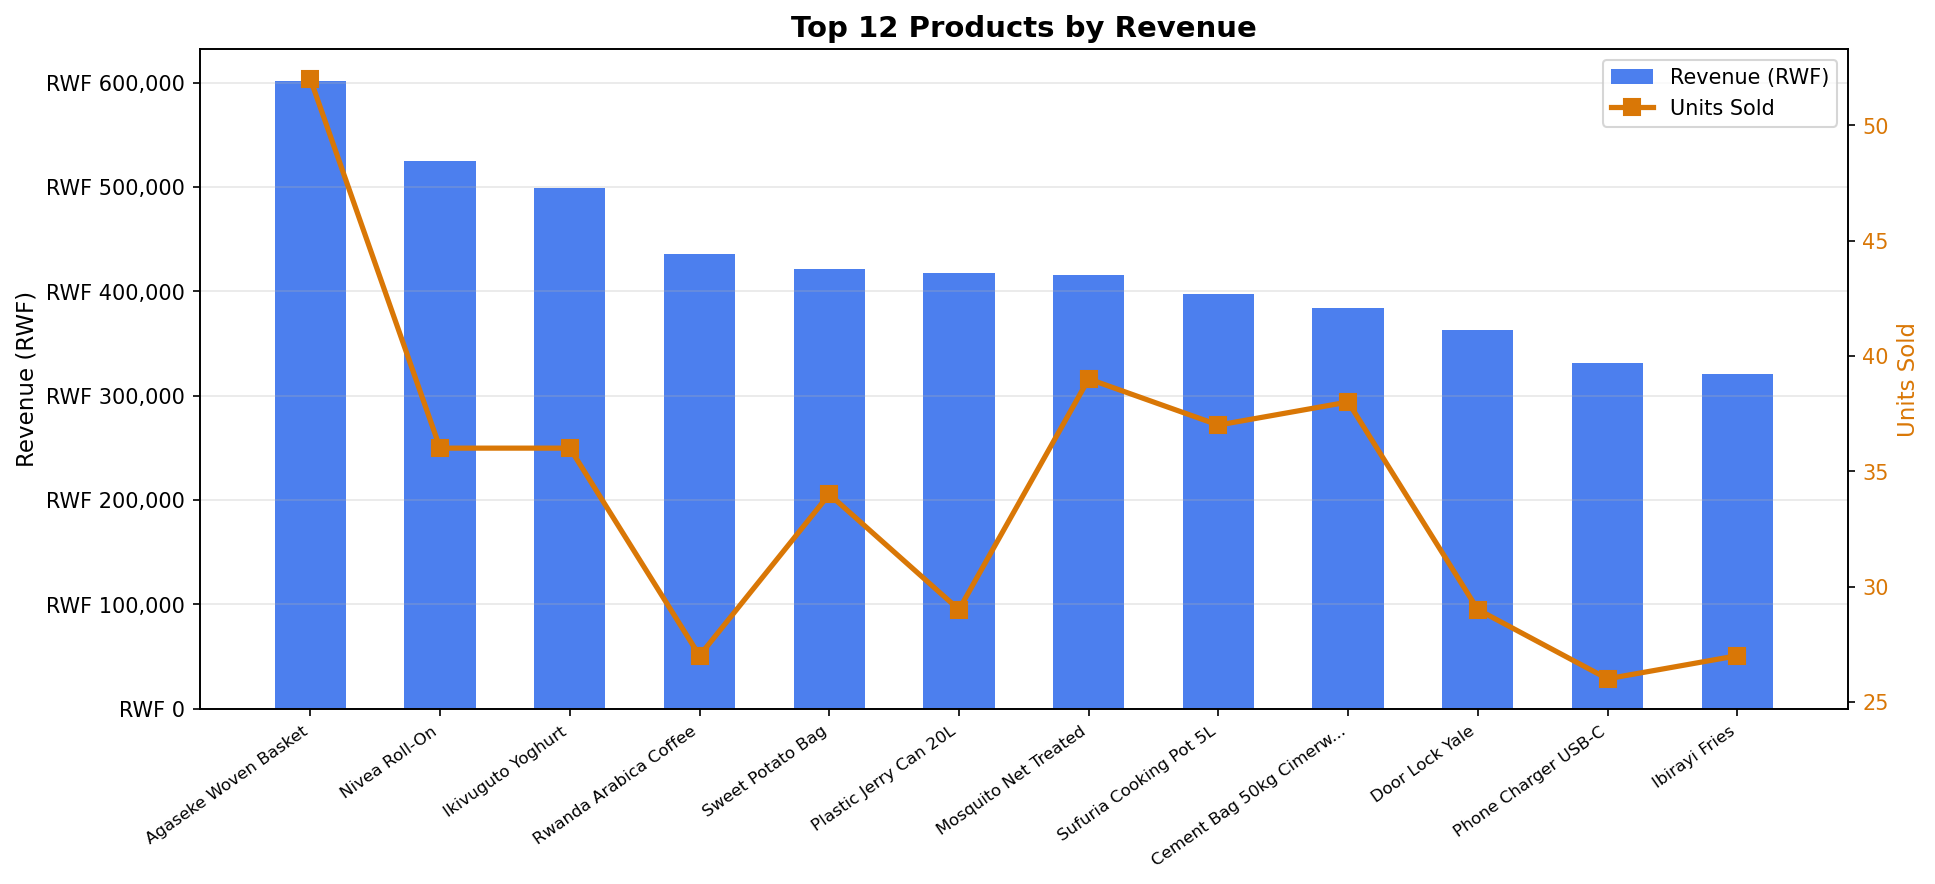 Top 12 Products by Revenue
Revenue (RWF)
Units Sold
RWF 600,000
RWF 500,000
RWF 400,000
RWF 300,000
RWF 200,000
RWF 100,000
RWF 0
Revenue (RWF)
50
45
40
35
30
25
Units Sold
Agaseke Woven Basket
Nivea Roll-On
Ikivuguto Yoghurt
Rwanda Arabica Coffee
Sweet Potato Bag
Plastic Jerry Can 20L
Mosquito Net Treated
Sufuria Cooking Pot 5L
Cement Bag 50kg Cimerw...
Door Lock Yale
Phone Charger USB-C
Ibirayi Fries